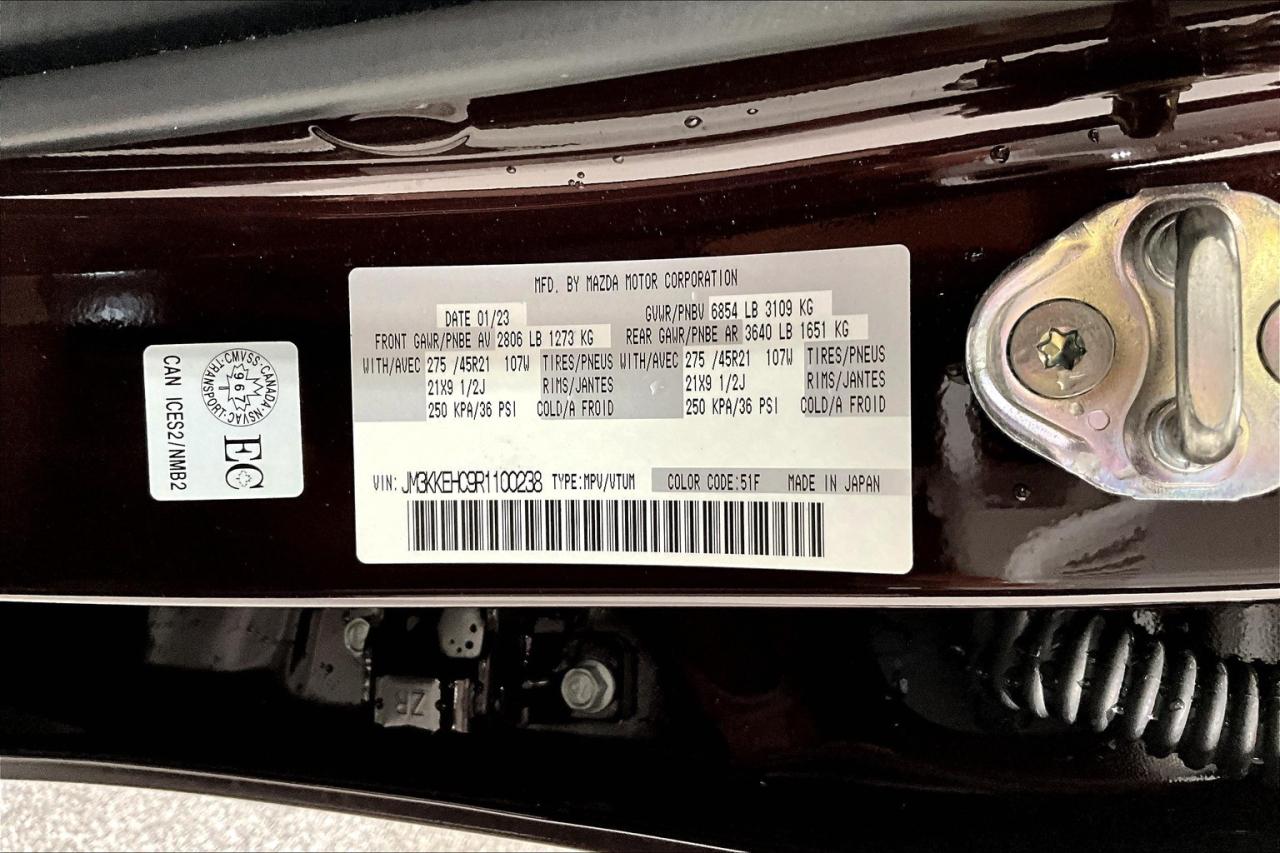 MFD. BY MAZDA MOTOR CORPORATION
DATE 01/23 GVWR/PNBV 6854 LB 3109 KG
FRONT GAWR/PNBE AV 2806 LB 1273 KG REAR GAWR/PNBE AR 3640 LB 1651 KG
WITH/AVEC 275 /45R21 107W TIRES/PNEUS WITH/AVEC 275 /45R21 107W TIRES/PNEUS
21X9 1/2J RIMS/JANTES 21X9 1/2J RIMS/JANTES
250 KPA/36 PSI COLD/A FROID 250 KPA/36 PSI COLD/A FROID
VIN: JM3KKEHC9R1100238 TYPE:MPV/VTUM COLOR CODE:51F MADE IN JAPAN
CMVSS·CANADA·NSVAC·TRANSPORT·
967
EC
CAN ICES2/NMB2
ZR